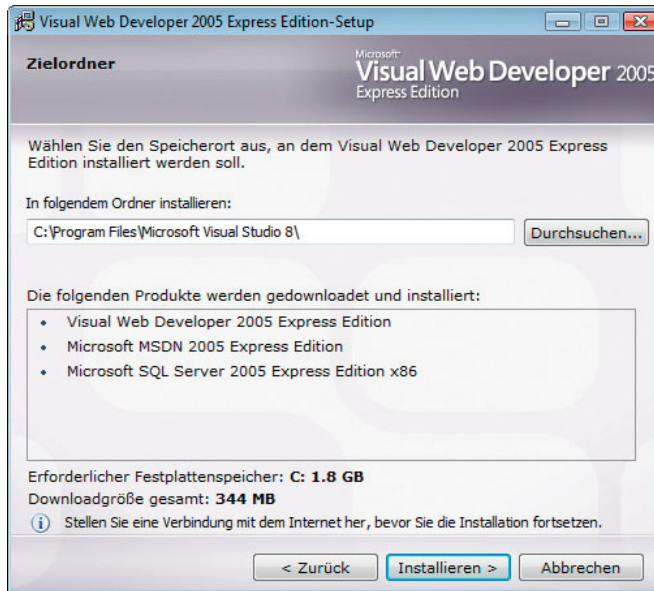 Visual Web Developer 2005 Express Edition-Setup
Zielordner
Microsoft
Visual Web Developer 2005
Express Edition
Wählen Sie den Speicherort aus, an dem Visual Web Developer 2005 Express
Edition installiert werden soll.
In folgendem Ordner installieren:
C:\Program Files\Microsoft Visual Studio 8\
Durchsuchen...
Die folgenden Produkte werden gedownloadet und installiert:
• Visual Web Developer 2005 Express Edition
• Microsoft MSDN 2005 Express Edition
• Microsoft SQL Server 2005 Express Edition x86
Erforderlicher Festplattenspeicher: C: 1.8 GB
Downloadgröße gesamt: 344 MB
Stellen Sie eine Verbindung mit dem Internet her, bevor Sie die Installation fortsetzen.
< Zurück
Installieren >
Abbrechen